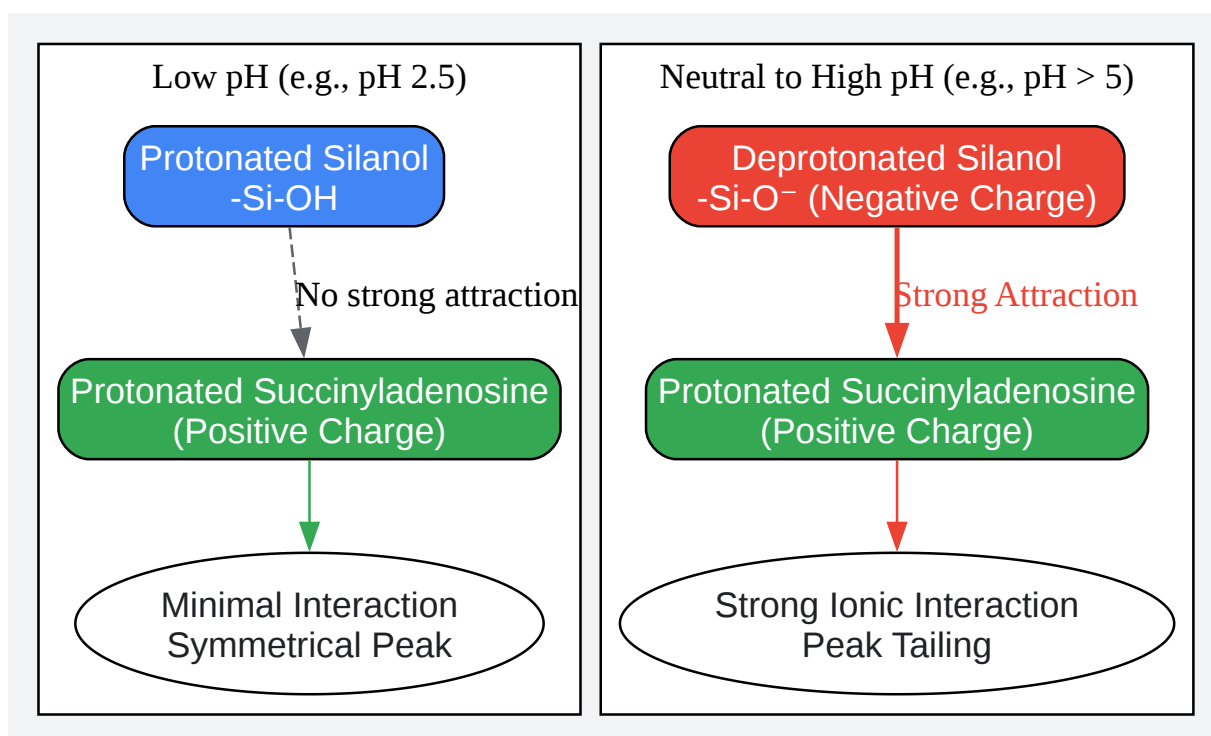 Low pH (e.g., pH 2.5)
Protonated Silanol
-Si-OH
No strong attraction
Protonated Succinyladenosine
(Positive Charge)
Minimal Interaction
Symmetrical Peak
Neutral to High pH (e.g., pH > 5)
Deprotonated Silanol
-Si-O⁻ (Negative Charge)
Strong Attraction
Protonated Succinyladenosine
(Positive Charge)
Strong Ionic Interaction
Peak Tailing